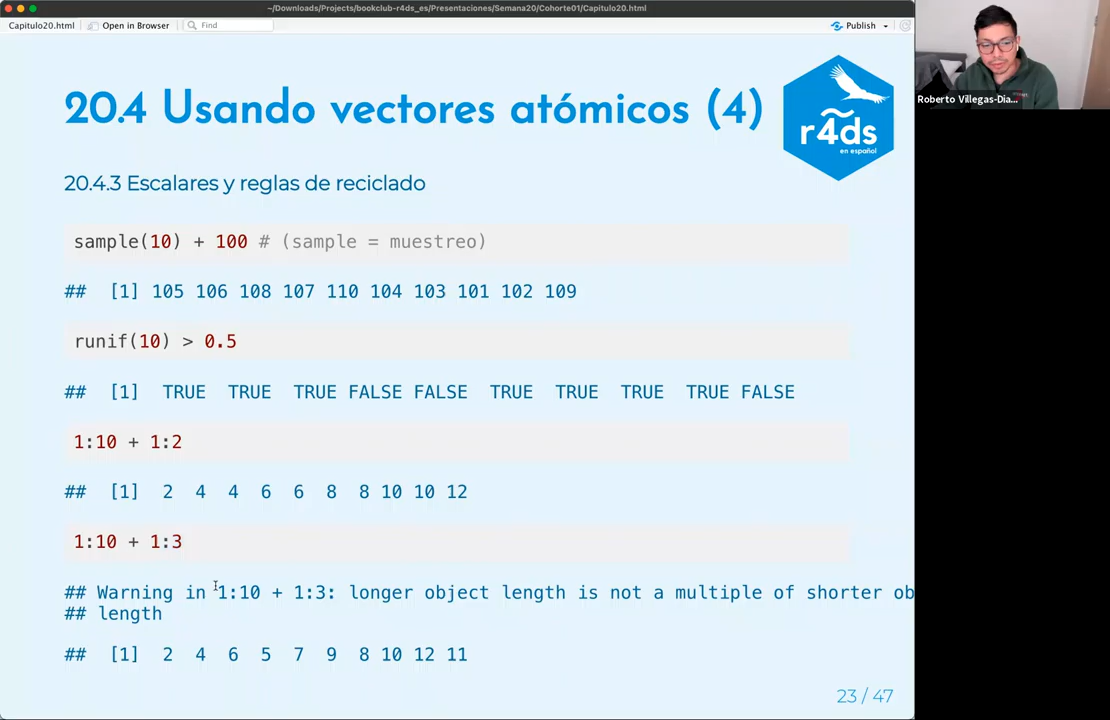 ~/Downloads/Projects/bookclub-r4ds_es/Presentaciones/Semana20/Cohorte01/Capitulo20.html
Capitulo20.html Open in Browser Find Publish
20.4 Usando vectores atómicos (4)
r4ds
en español
Roberto Villegas-Dia...
20.4.3 Escalares y reglas de reciclado
sample(10) + 100 # (sample = muestreo)
## [1] 105 106 108 107 110 104 103 101 102 109
runif(10) > 0.5
## [1] TRUE TRUE TRUE FALSE FALSE TRUE TRUE TRUE TRUE FALSE
1:10 + 1:2
## [1] 2 4 4 6 6 8 8 10 10 12
1:10 + 1:3
## Warning in 1:10 + 1:3: longer object length is not a multiple of shorter ob
## length
## [1] 2 4 6 5 7 9 8 10 12 11
23 / 47